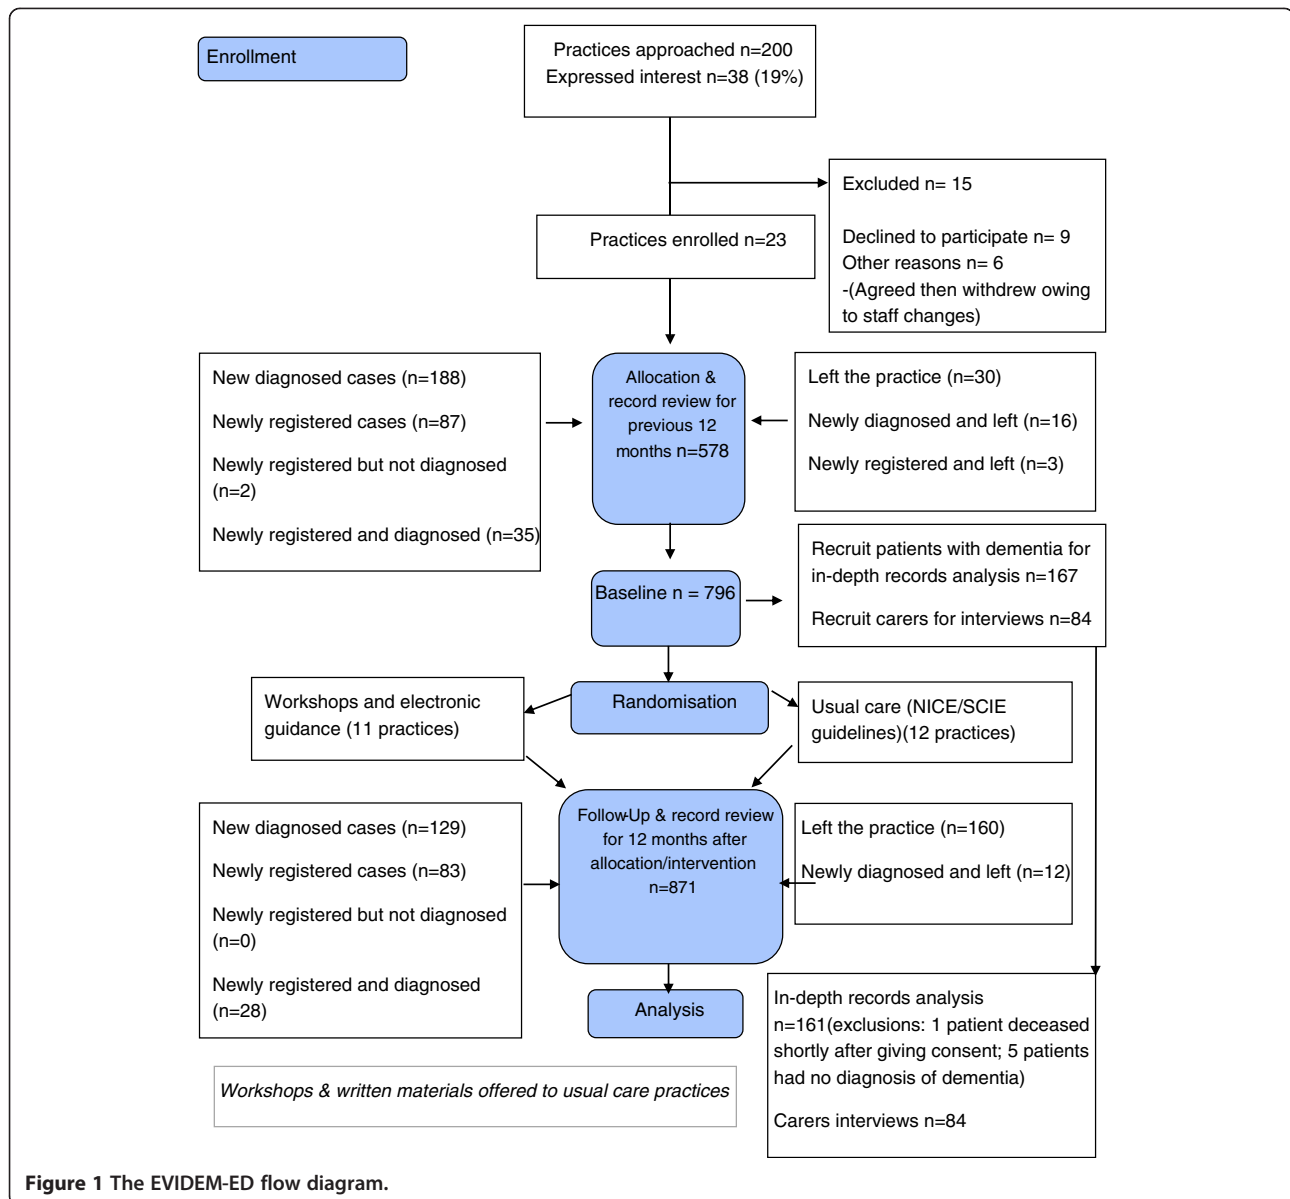 Enrollment
Practices approached n=200
Expressed interest n=38 (19%)
Excluded n= 15
Declined to participate n= 9
Other reasons n= 6
-(Agreed then withdrew owing
to staff changes)
Practices enrolled n=23
New diagnosed cases (n=188)
Newly registered cases (n=87)
Newly registered but not diagnosed
(n=2)
Newly registered and diagnosed (n=35)
Allocation &
record review for
previous 12
months n=578
Left the practice (n=30)
Newly diagnosed and left (n=16)
Newly registered and left (n=3)
Baseline n = 796
Recruit patients with dementia for
in-depth records analysis n=167
Recruit carers for interviews n=84
Workshops and electronic
guidance (11 practices)
Randomisation
Usual care (NICE/SCIE
guidelines)(12 practices)
New diagnosed cases (n=129)
Newly registered cases (n=83)
Newly registered but not diagnosed
(n=0)
Newly registered and diagnosed
(n=28)
Follow-Up & record review
for 12 months after
allocation/intervention
n=871
Left the practice (n=160)
Newly diagnosed and left (n=12)
Analysis
In-depth records analysis
n=161(exclusions: 1 patient deceased
shortly after giving consent; 5 patients
had no diagnosis of dementia)
Carers interviews n=84
Workshops & written materials offered to usual care practices
Figure 1 The EVIDEM-ED flow diagram.